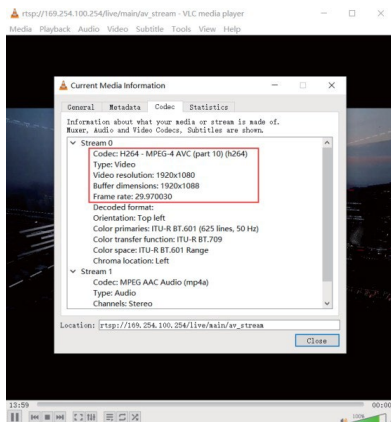 rtsp://169.254.100.254/live/main/av_stream - VLC media player
Media Playback Audio Video Subtitle Tools View Help
Current Media Information
General Metadata Codec Statistics
Information about what your media or stream is made of.
Muxer, Audio and Video Codecs, Subtitles are shown.
Stream 0
Codec: H264 - MPEG-4 AVC (part 10) (h264)
Type: Video
Video resolution: 1920x1080
Buffer dimensions: 1920x1088
Frame rate: 29.970030
Decoded format:
Orientation: Top left
Color primaries: ITU-R BT.601 (625 lines, 50 Hz)
Color transfer function: ITU-R BT.709
Color space: ITU-R BT.601 Range
Chroma location: Left
Stream 1
Codec: MPEG AAC Audio (mp4a)
Type: Audio
Channels: Stereo
Location: rtsp://169.254.100.254/live/main/av_stream
Close
13:59 00:00